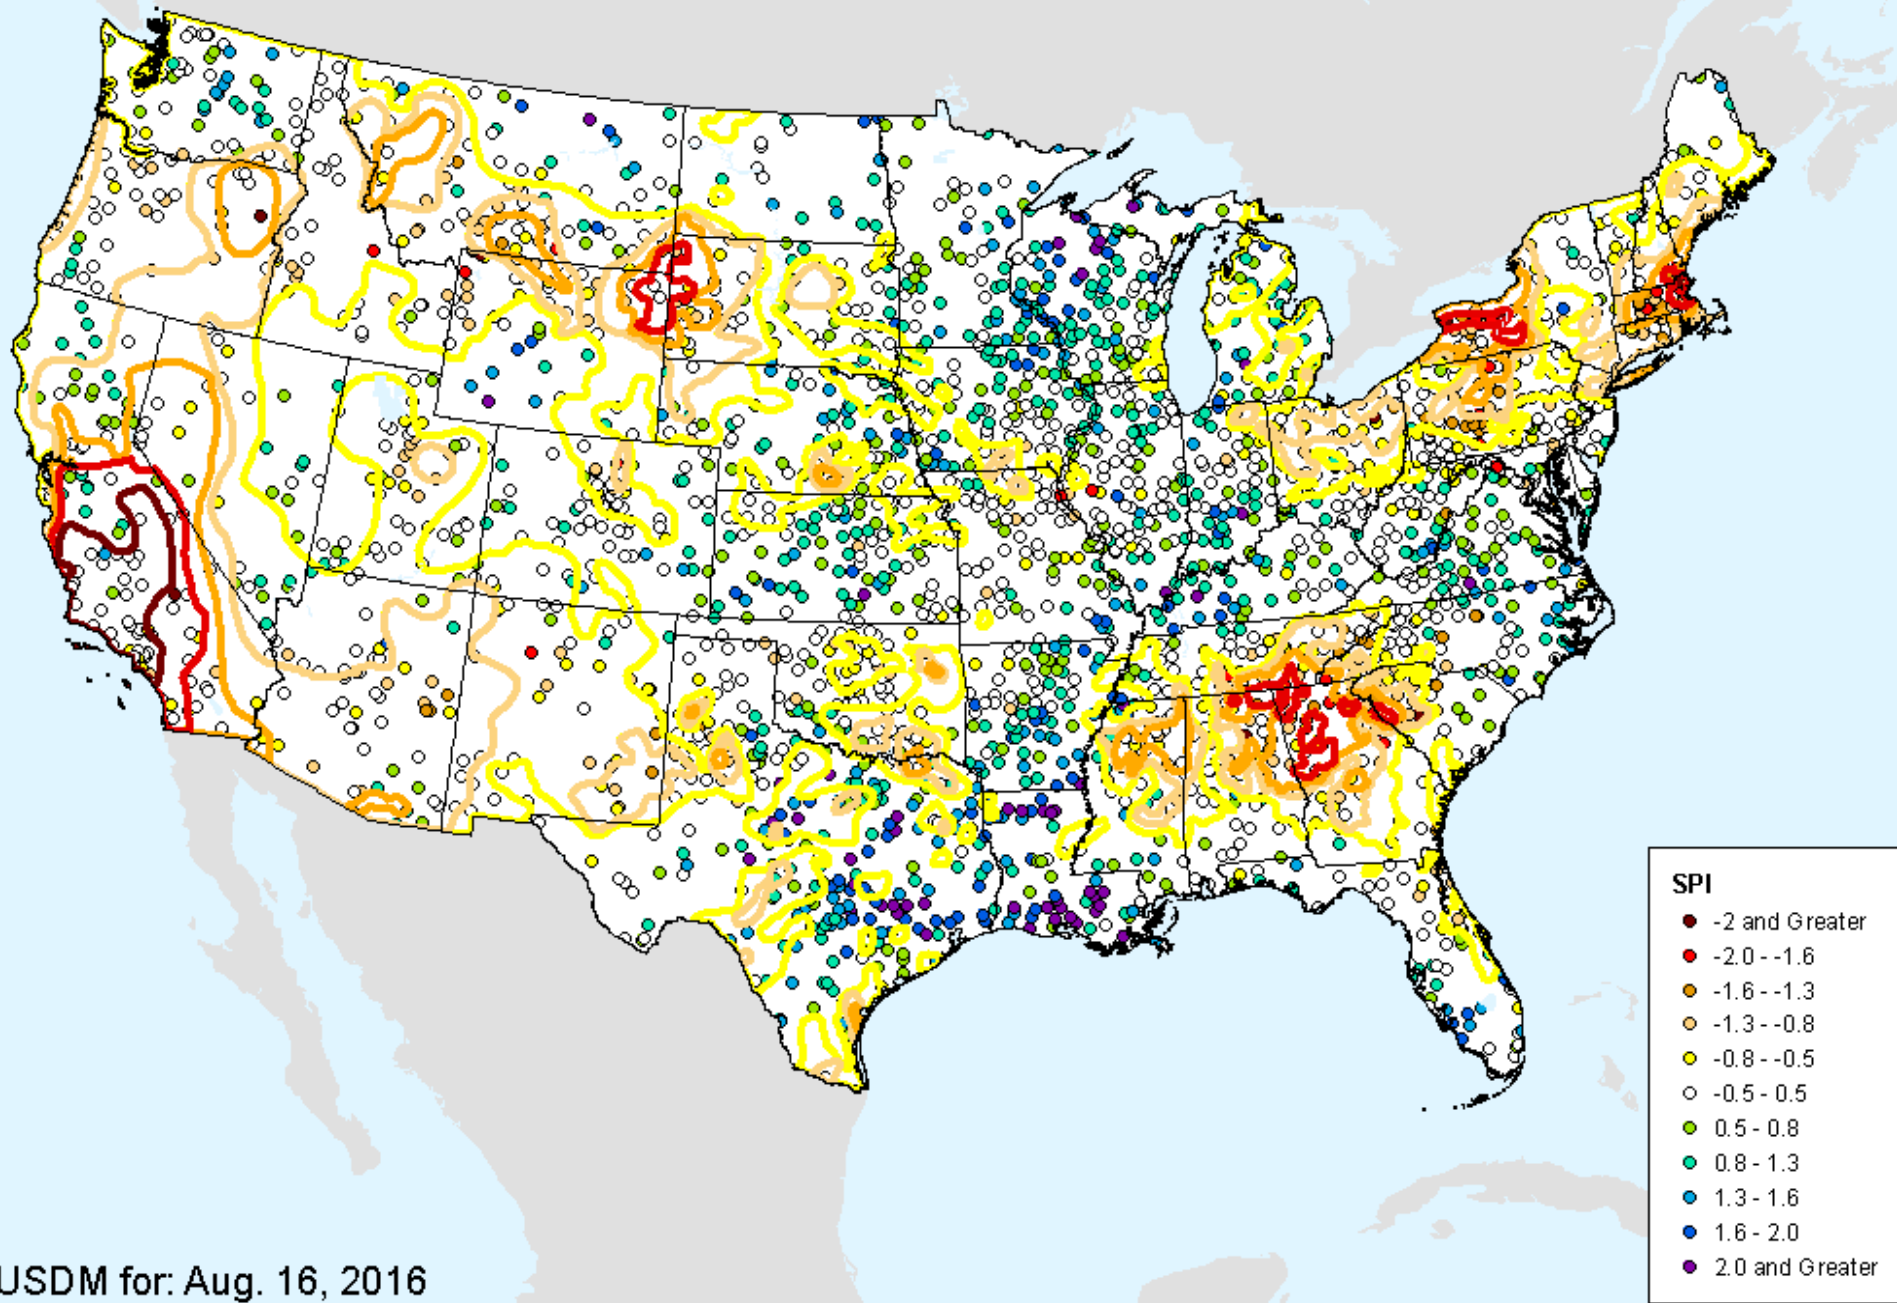 SPI
-2 and Greater
-2.0 - -1.6
-1.6 - -1.3
-1.3 - -0.8
-0.8 - -0.5
-0.5 - 0.5
0.5 - 0.8
0.8 - 1.3
1.3 - 1.6
1.6 - 2.0
2.0 and Greater
USDM for: Aug. 16, 2016